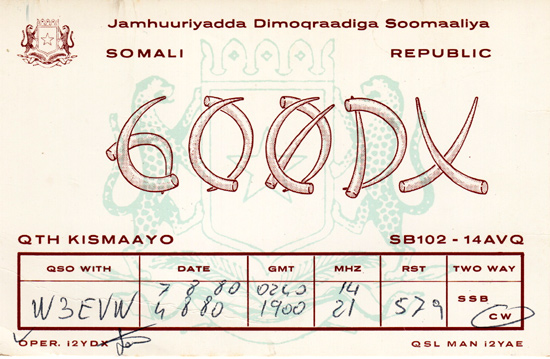 Jamhuuriyadda Dimoqraadiga Soomaaliya
SOMALI REPUBLIC
6OØDX
QTH KISMAAYO SB102 - 14AVQ
QSO WITH DATE GMT MHZ RST TWO WAY
W3EVW 7 8 80 0240 14 579 SSB
4 8 80 1900 21 CW
OPER. I2YDX QSL MAN I2YAE